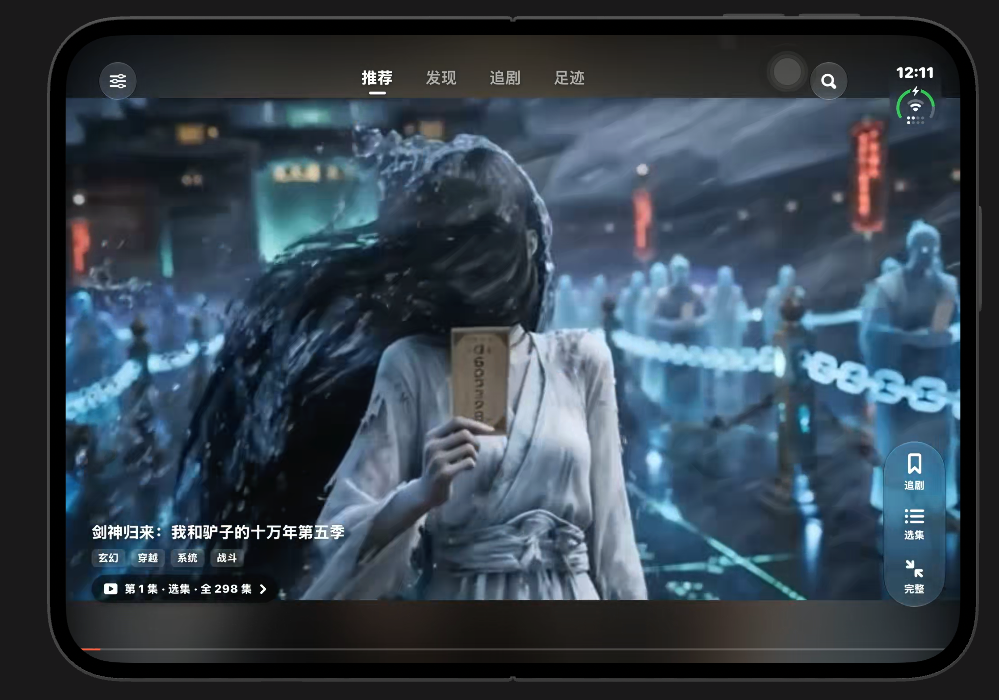 推荐 发现 追剧 足迹
12:11
剑神归来：我和驴子的十万年第五季
玄幻 穿越 系统 战斗
第 1 集 · 选集 · 全 298 集
追剧
选集
完整